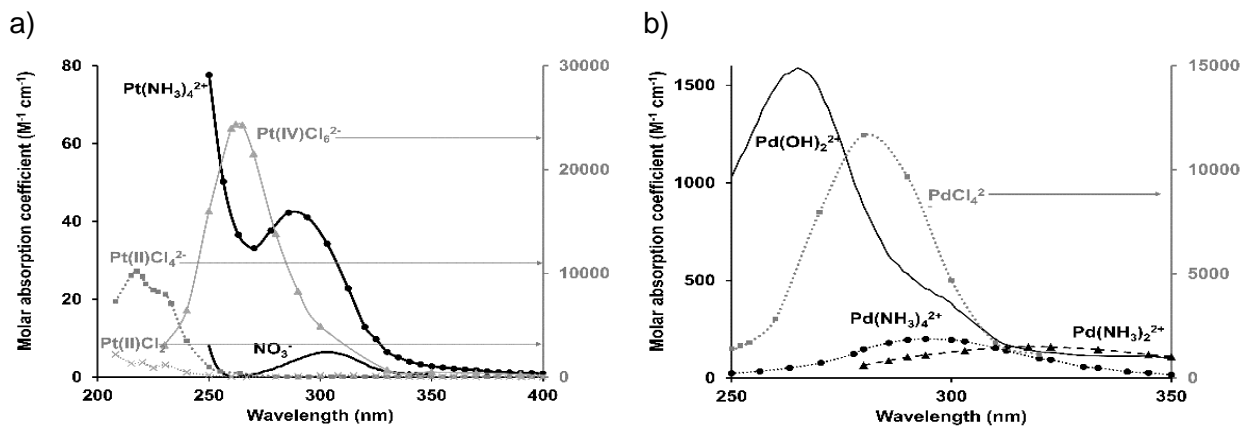 a)
Molar absorption coefficient (M⁻¹ cm⁻¹)
80
60
40
20
0
Pt(NH₃)₄²⁺
Pt(IV)Cl₆²⁻
Pt(II)Cl₄²⁻
Pt(II)Cl₂
NO₃⁻
30000
20000
10000
0
200 250 300 350 400
Wavelength (nm)
b)
Molar absorption coefficient (M⁻¹ cm⁻¹)
1500
1000
500
0
Pd(OH)₂²⁺
PdCl₄²
Pd(NH₃)₄²⁺
Pd(NH₃)₂²⁺
15000
10000
5000
0
250 300 350
Wavelength (nm)